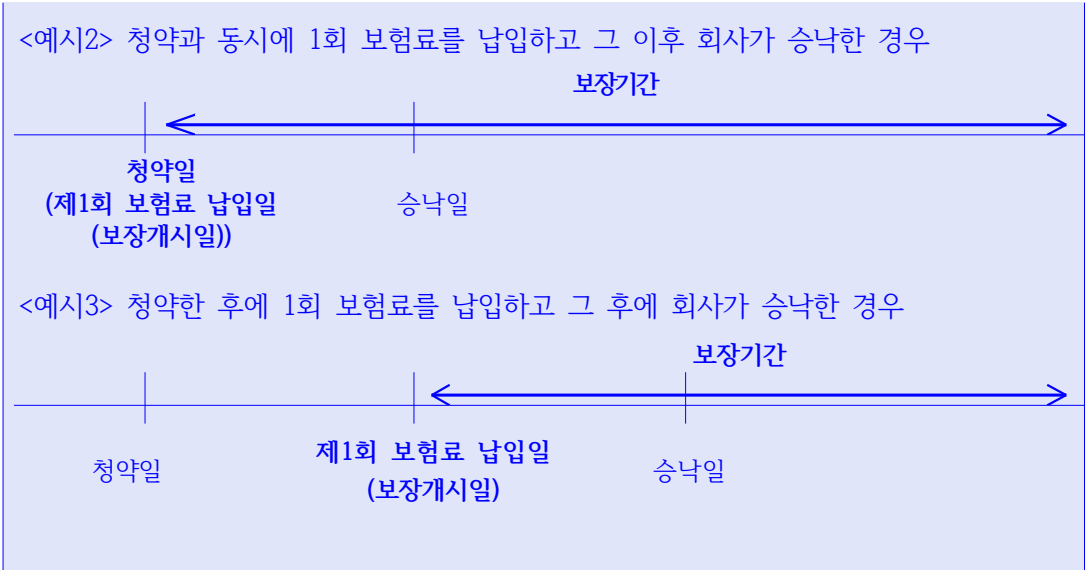 <예시2> 청약과 동시에 1회 보험료를 납입하고 그 이후 회사가 승낙한 경우
보장기간
청약일
(제1회 보험료 납입일
(보장개시일))
승낙일
<예시3> 청약한 후에 1회 보험료를 납입하고 그 후에 회사가 승낙한 경우
보장기간
청약일
제1회 보험료 납입일
(보장개시일)
승낙일